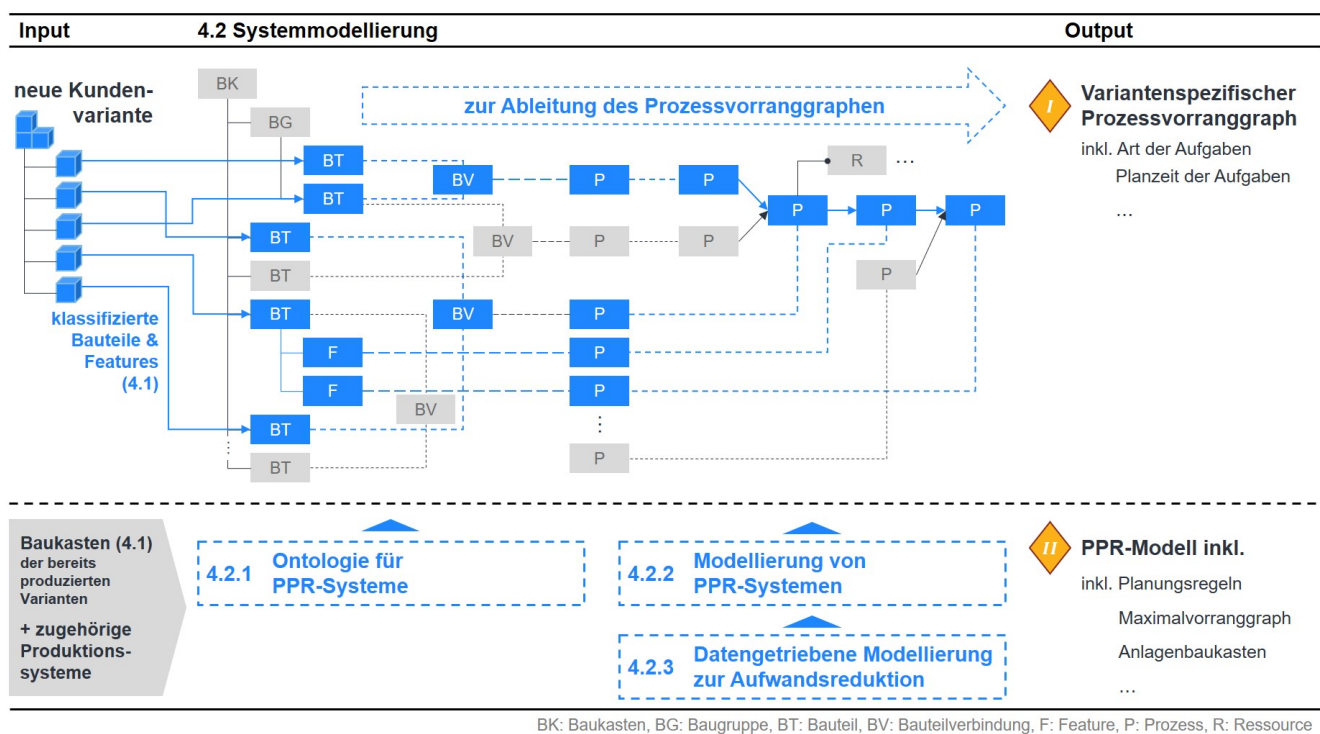 Input
4.2 Systemmodellierung
Output
neue Kunden-
variante
klassifizierte
Bauteile &
Features
(4.1)
BK
BG
BT
BT
BT
BT
BT
F
F
BT
BT
zur Ableitung des Prozessvorranggraphen
BV
BV
BV
BV
P
P
P
P
P
P
P
⋮
P
P
P
P
P
P
R
...
I
Variantenspezifischer
Prozessvorranggraph
inkl. Art der Aufgaben
Planzeit der Aufgaben
...
Baukasten (4.1)
der bereits
produzierten
Varianten
+ zugehörige
Produktions-
systeme
4.2.1 Ontologie für
PPR-Systeme
4.2.2 Modellierung von
PPR-Systemen
4.2.3 Datengetriebene Modellierung
zur Aufwandsreduktion
II
PPR-Modell inkl.
inkl. Planungsregeln
Maximalvorranggraph
Anlagenbaukasten
...
BK: Baukasten, BG: Baugruppe, BT: Bauteil, BV: Bauteilverbindung, F: Feature, P: Prozess, R: Ressource